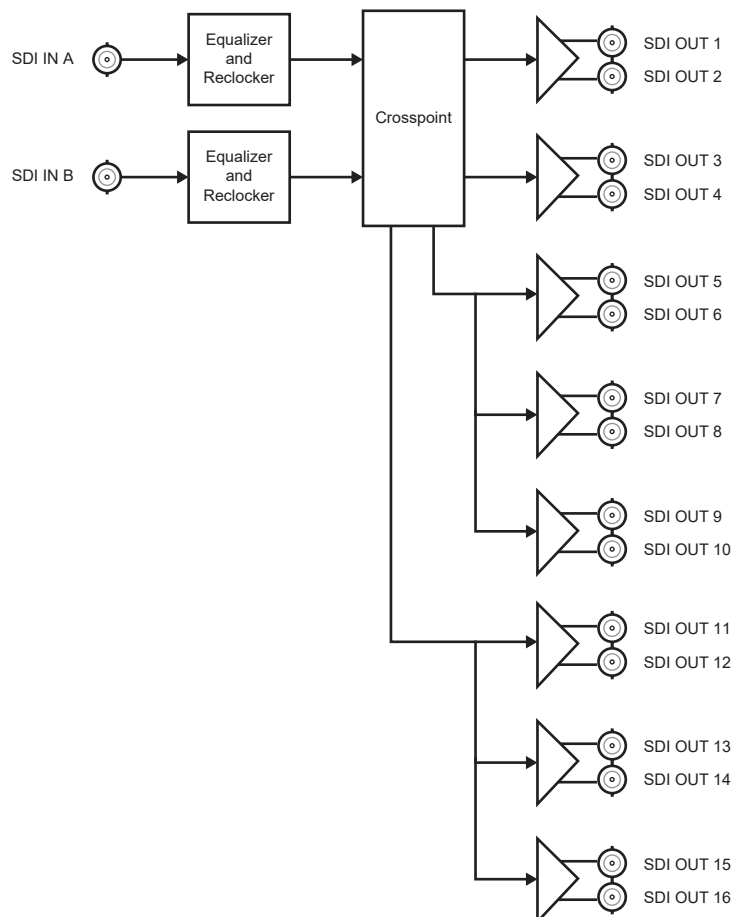 SDI IN A
Equalizer
and
Reclocker
SDI IN B
Equalizer
and
Reclocker
Crosspoint
SDI OUT 1
SDI OUT 2
SDI OUT 3
SDI OUT 4
SDI OUT 5
SDI OUT 6
SDI OUT 7
SDI OUT 8
SDI OUT 9
SDI OUT 10
SDI OUT 11
SDI OUT 12
SDI OUT 13
SDI OUT 14
SDI OUT 15
SDI OUT 16